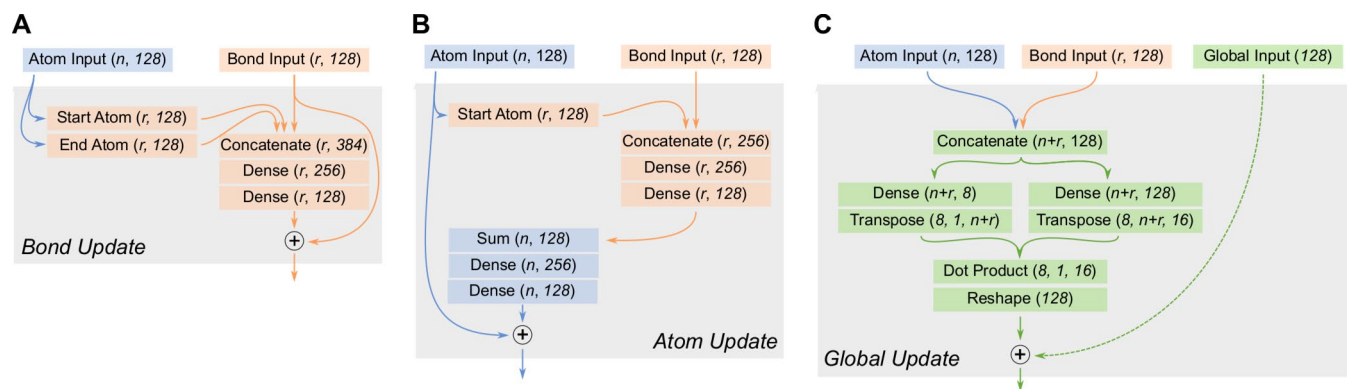 A
Atom Input (n, 128)
Bond Input (r, 128)
Start Atom (r, 128)
End Atom (r, 128)
Concatenate (r, 384)
Dense (r, 256)
Dense (r, 128)
+
Bond Update
B
Atom Input (n, 128)
Bond Input (r, 128)
Start Atom (r, 128)
Concatenate (r, 256)
Dense (r, 256)
Dense (r, 128)
Sum (n, 128)
Dense (n, 256)
Dense (n, 128)
+
Atom Update
C
Atom Input (n, 128)
Bond Input (r, 128)
Global Input (128)
Concatenate (n+r, 128)
Dense (n+r, 8)
Dense (n+r, 128)
Transpose (8, 1, n+r)
Transpose (8, n+r, 16)
Dot Product (8, 1, 16)
Reshape (128)
+
Global Update